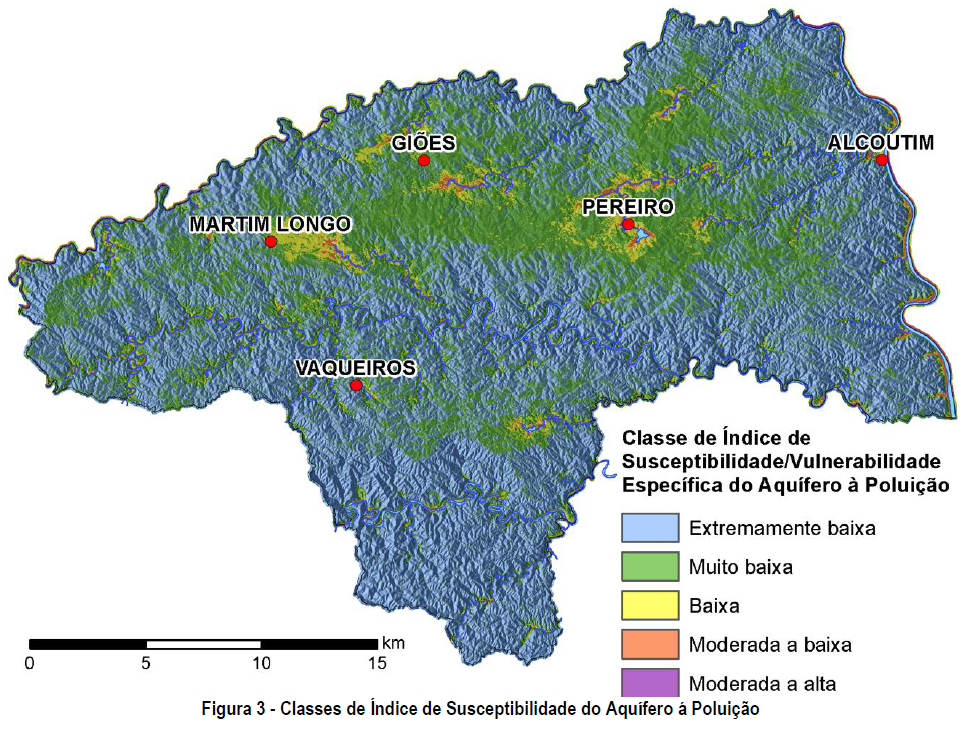 GIÕES
ALCOUTIM
PEREIRO
MARTIM LONGO
VAQUEIROS
Classe de Índice de
Susceptibilidade/Vulnerabilidade
Específica do Aquífero à Poluição
Extremamente baixa
Muito baixa
Baixa
Moderada a baixa
Moderada a alta
km
0 5 10 15
Figura 3 - Classes de Índice de Susceptibilidade do Aquífero á Poluição